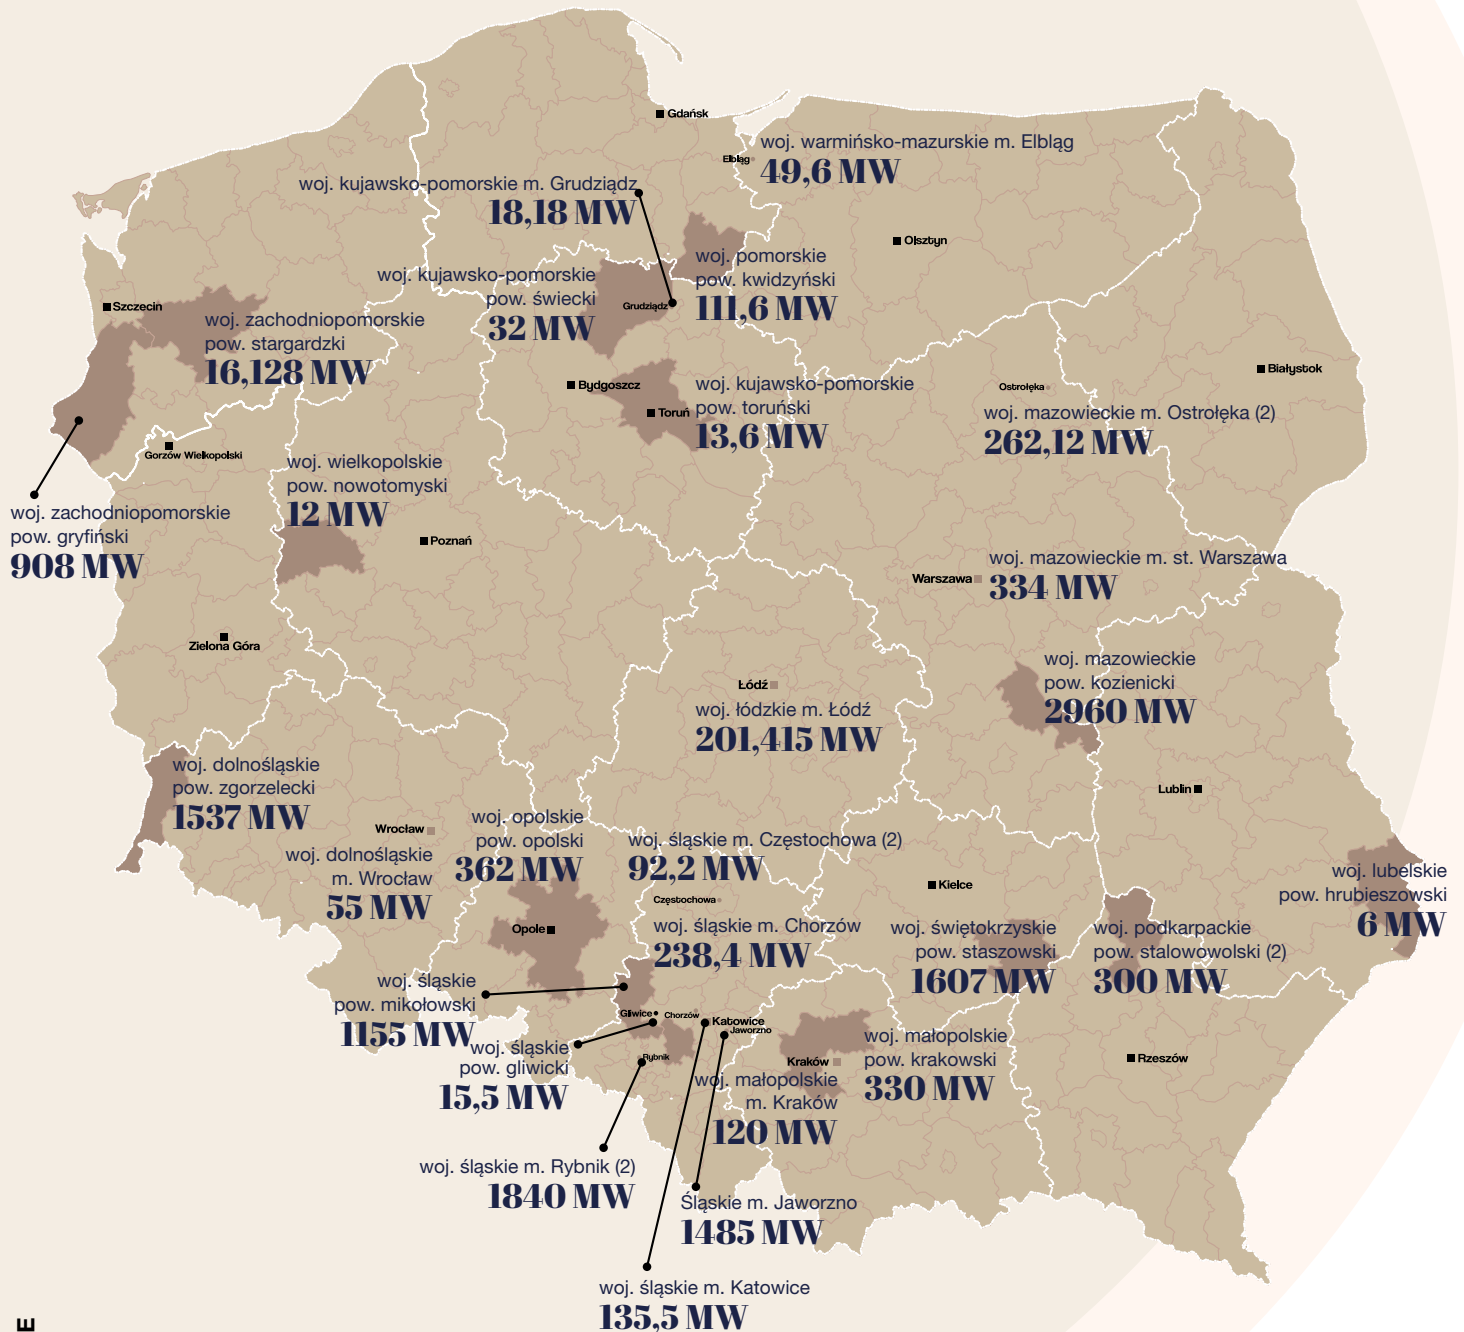 Gdańsk
Elbląg
woj. warmińsko-mazurskie m. Elbląg
49,6 MW
woj. kujawsko-pomorskie m. Grudziądz
18,18 MW
Olsztyn
woj. pomorskie
pow. kwidzyński
111,6 MW
woj. kujawsko-pomorskie
pow. świecki
32 MW
Grudziądz
Szczecin
woj. zachodniopomorskie
pow. stargardzki
16,128 MW
Białystok
Bydgoszcz
Toruń
woj. kujawsko-pomorskie
pow. toruński
13,6 MW
Ostrołęka
woj. mazowieckie m. Ostrołęka (2)
262,12 MW
Gorzów Wielkopolski
woj. wielkopolskie
pow. nowotomyski
12 MW
woj. zachodniopomorskie
pow. gryfiński
908 MW
Poznań
woj. mazowieckie m. st. Warszawa
Warszawa
334 MW
Zielona Góra
woj. mazowieckie
pow. kozienicki
2960 MW
Łódź
woj. łódzkie m. Łódź
201,415 MW
woj. dolnośląskie
pow. zgorzelecki
1537 MW
Lublin
Wrocław
woj. dolnośląskie
m. Wrocław
55 MW
woj. opolskie
pow. opolski
362 MW
woj. śląskie m. Częstochowa (2)
92,2 MW
Częstochowa
Kielce
woj. lubelskie
pow. hrubieszowski
6 MW
Opole
woj. śląskie m. Chorzów
238,4 MW
woj. świętokrzyskie
pow. staszowski
1607 MW
woj. podkarpackie
pow. stalowowolski (2)
300 MW
woj. śląskie
pow. mikołowski
1155 MW
Gliwice
Chorzów
Katowice
Jaworzno
woj. śląskie
pow. gliwicki
15,5 MW
Rybnik
Kraków
woj. małopolskie
pow. krakowski
330 MW
Rzeszów
woj. małopolskie
m. Kraków
120 MW
woj. śląskie m. Rybnik (2)
1840 MW
Śląskie m. Jaworzno
1485 MW
woj. śląskie m. Katowice
135,5 MW
E